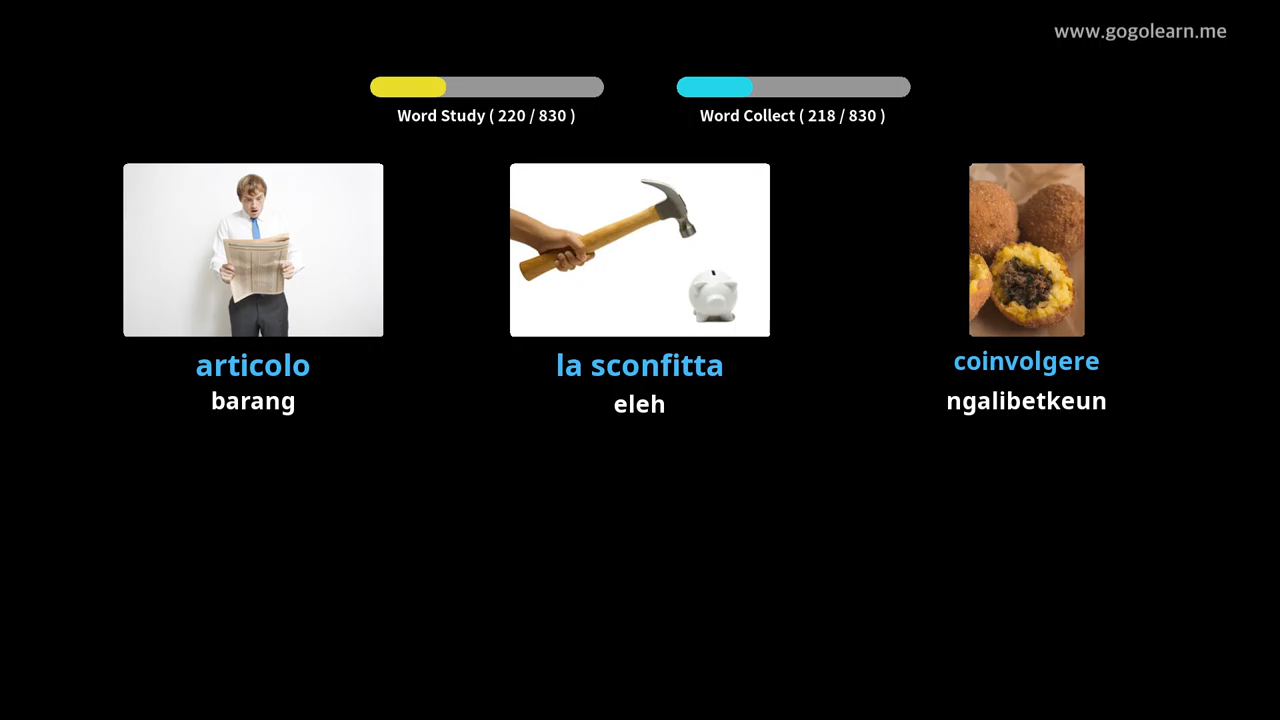 www.gogolearn.me
Word Study ( 220 / 830 )
Word Collect ( 218 / 830 )
articolo
barang
la sconfitta
eleh
coinvolgere
ngalibetkeun